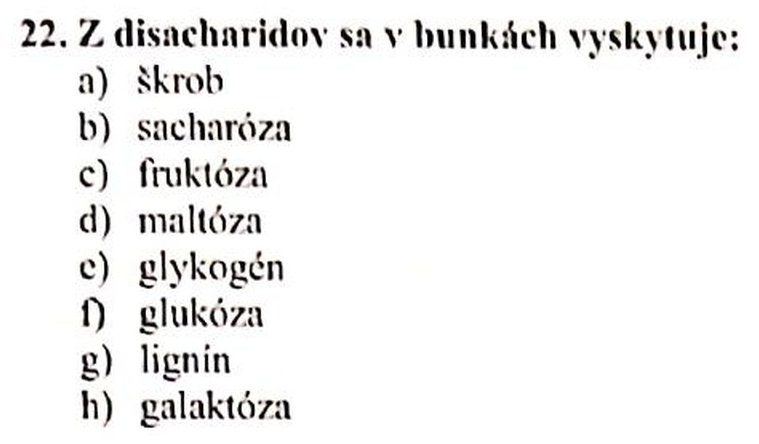 22. Z disacharidov sa v bunkách vyskytuje:
a) škrob
b) sacharóza
c) fruktóza
d) maltóza
e) glykogén
f) glukóza
g) lignín
h) galaktóza